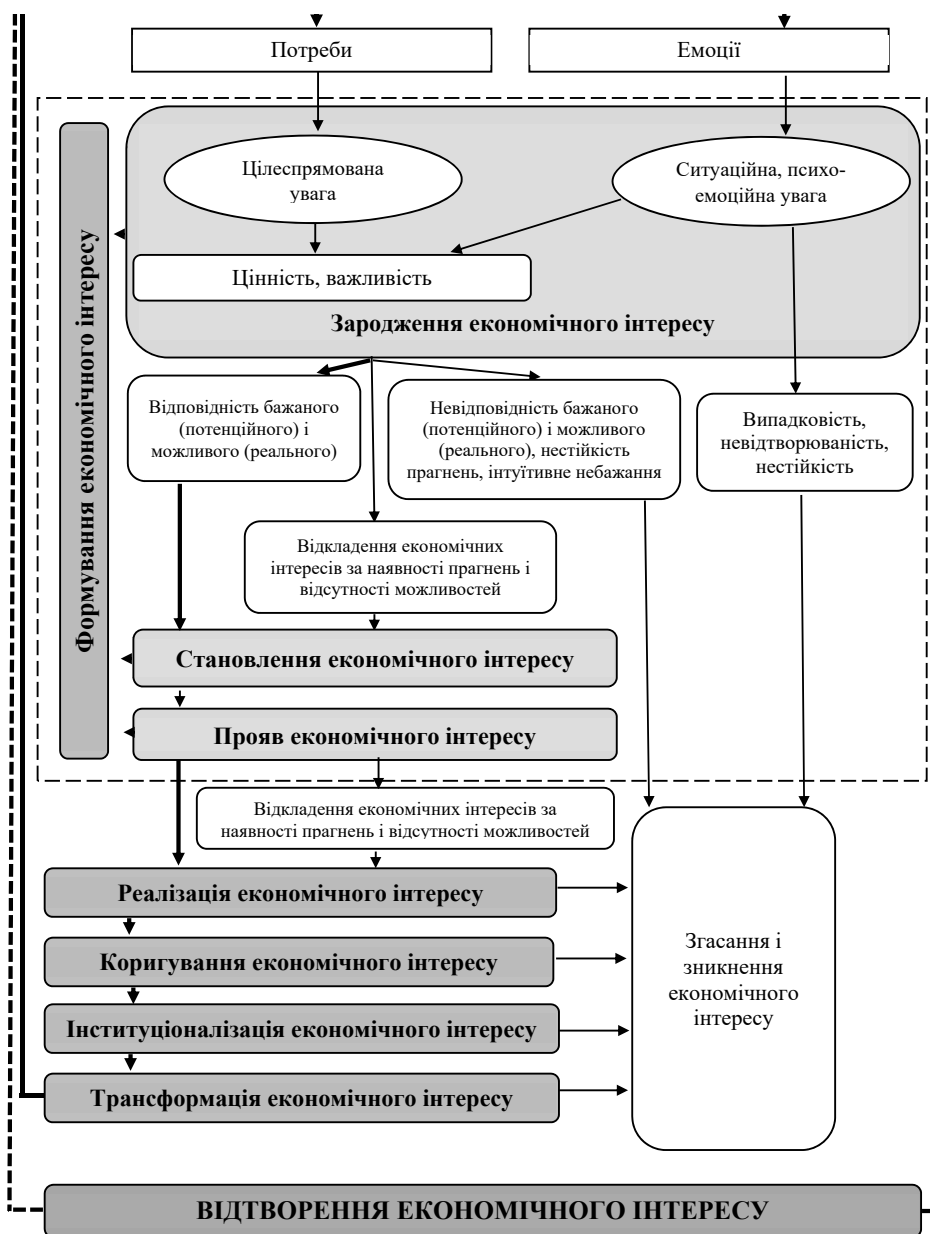 Потреби
Емоції
Цілеспрямована
увага
Ситуаційна, психо-
емоційна увага
Цінність, важливість
Зародження економічного інтересу
Формування економічного інтересу
Відповідність бажаного
(потенційного) і
можливого (реального)
Невідповідність бажаного
(потенційного) і можливого
(реального), нестійкість
прагнень, інтуїтивне небажання
Випадковість,
невідтворюваність,
нестійкість
Відкладення економічних
інтересів за наявності прагнень і
відсутності можливостей
Становлення економічного інтересу
Прояв економічного інтересу
Відкладення економічних інтересів за
наявності прагнень і відсутності можливостей
Реалізація економічного інтересу
Коригування економічного інтересу
Інституціоналізація економічного інтересу
Трансформація економічного інтересу
Згасання і
зникнення
економічного
інтересу
ВІДТВОРЕННЯ ЕКОНОМІЧНОГО ІНТЕРЕСУ